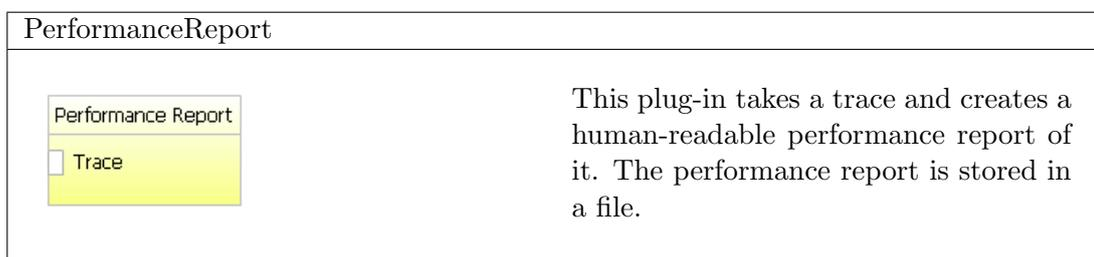 PerformanceReport
Performance Report
Trace
This plug-in takes a trace and creates a
human-readable performance report of
it. The performance report is stored in
a file.